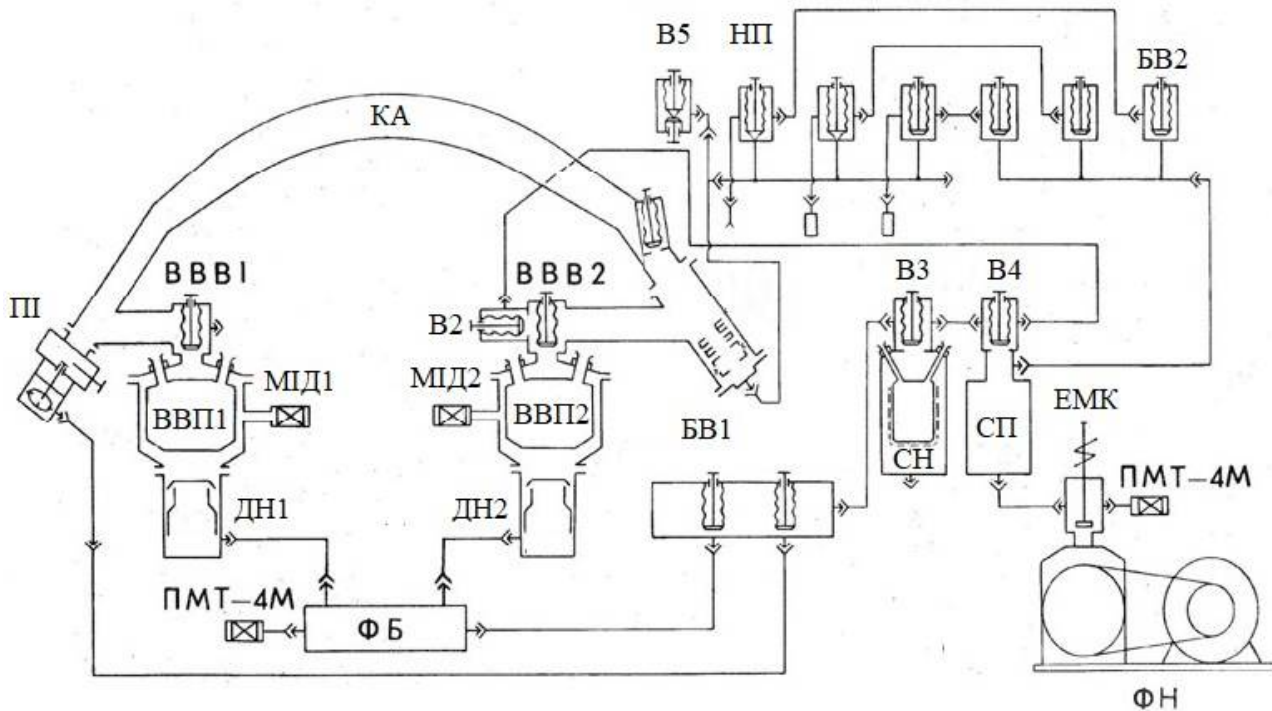 В5
НП
БВ2
КА
ВВВ1
ВВВ2
В3
В4
ПІ
В2
МІД1
МІД2
ВВП1
ВВП2
БВ1
ЕМК
СП
СН
ПМТ-4М
ДН1
ДН2
ПМТ-4М
ФБ
ФН